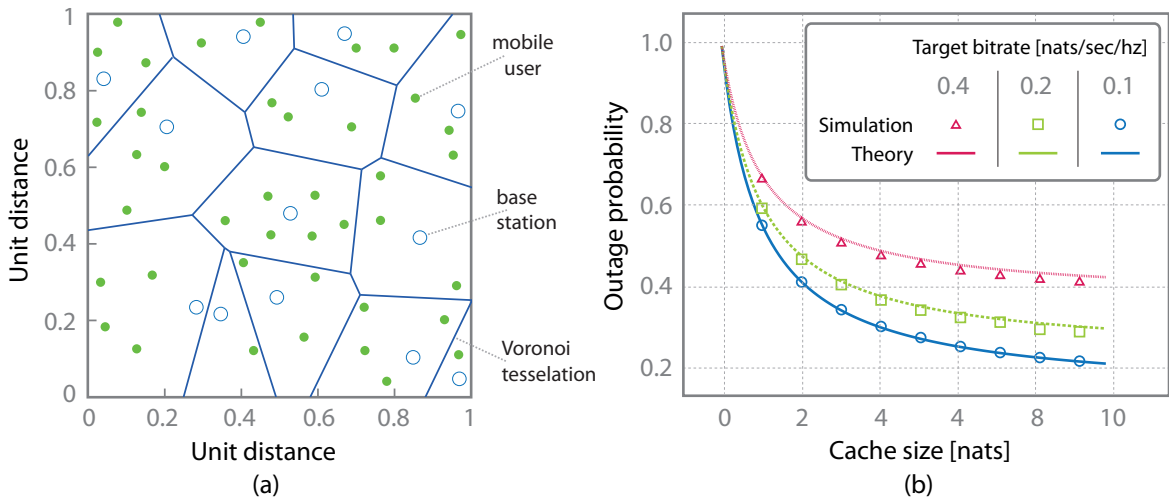 1
0.8
0.6
0.4
0.2
0
0
0.2
0.4
0.6
0.8
1
Unit distance
Unit distance
(a)
mobile
user
base
station
Voronoi
tesselation
1.0
0.8
0.6
0.4
0.2
0
2
4
4
8
10
Outage probability
Cache size [nats]
(b)
Target bitrate [nats/sec/hz]
0.4
0.2
0.1
Simulation
Theory